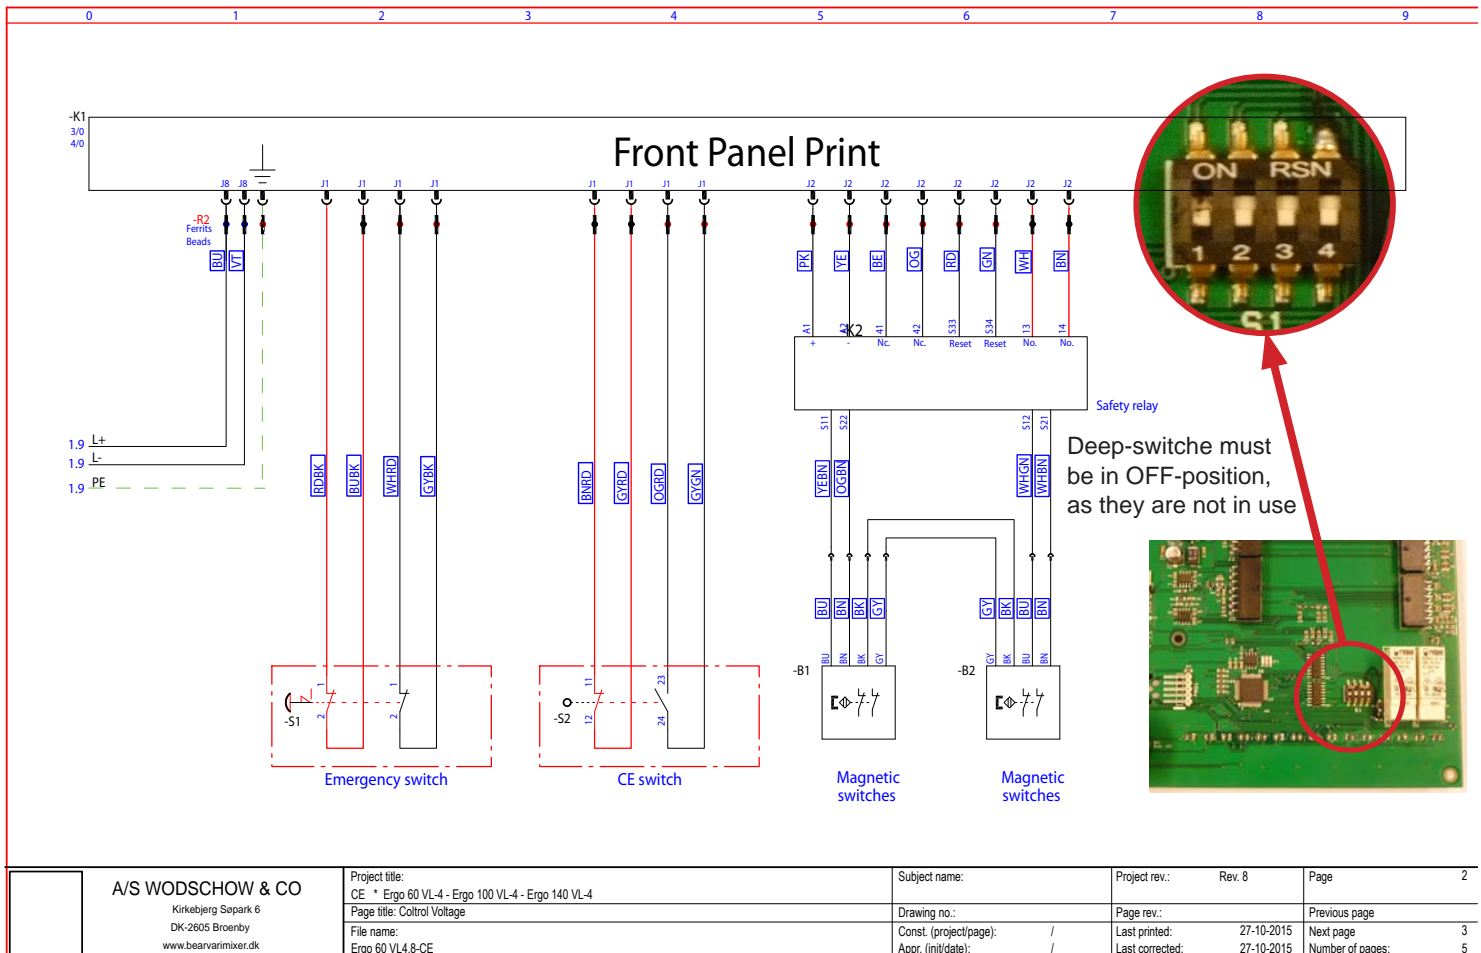 0 1 2 3 4 5 6 7 8 9
-K1
3/0
4/0
Front Panel Print
J8 J8 J1 J1 J1 J1 J1 J1 J1 J1 J2 J2 J2 J2 J2 J2 J2 J2
-R2
Ferrits
Beads
BU VT PK YE BE OG RD GN WH BN
ON RSN
1 2 3 4
S1
A1 A2 41 42 S33 S34 13 14
-K2
+ - Nc. Nc. Reset Reset No. No.
Safety relay
S11 S22 S12 S21
1.9 L+
1.9 L-
1.9 PE
RDBK BUBK WHRD GYBK BNRD GYRD OGRD GYGN YEBN OGBN WHGN WHBN
Deep-switche must
be in OFF-position,
as they are not in use
BU BN BK GY GY BK BU BN
BU BN BK GY GY BK BU BN
-B1 -B2
1 1 11 23
-S1 -S2
2 2 12 24
Emergency switch
CE switch
Magnetic
switches
Magnetic
switches
A/S WODSCHOW & CO
Kirkebjerg Søpark 6
DK-2605 Broenby
www.bearvarimixer.dk
Project title:
CE * Ergo 60 VL-4 - Ergo 100 VL-4 - Ergo 140 VL-4
Page title: Coltrol Voltage
File name:
Ergo 60 VL4.8-CE
Subject name:
Drawing no.:
Const. (project/page): /
Appr. (init/date): /
Project rev.: Rev. 8
Page rev.:
Last printed: 27-10-2015
Last corrected: 27-10-2015
Page 2
Previous page
Next page 3
Number of pages: 5